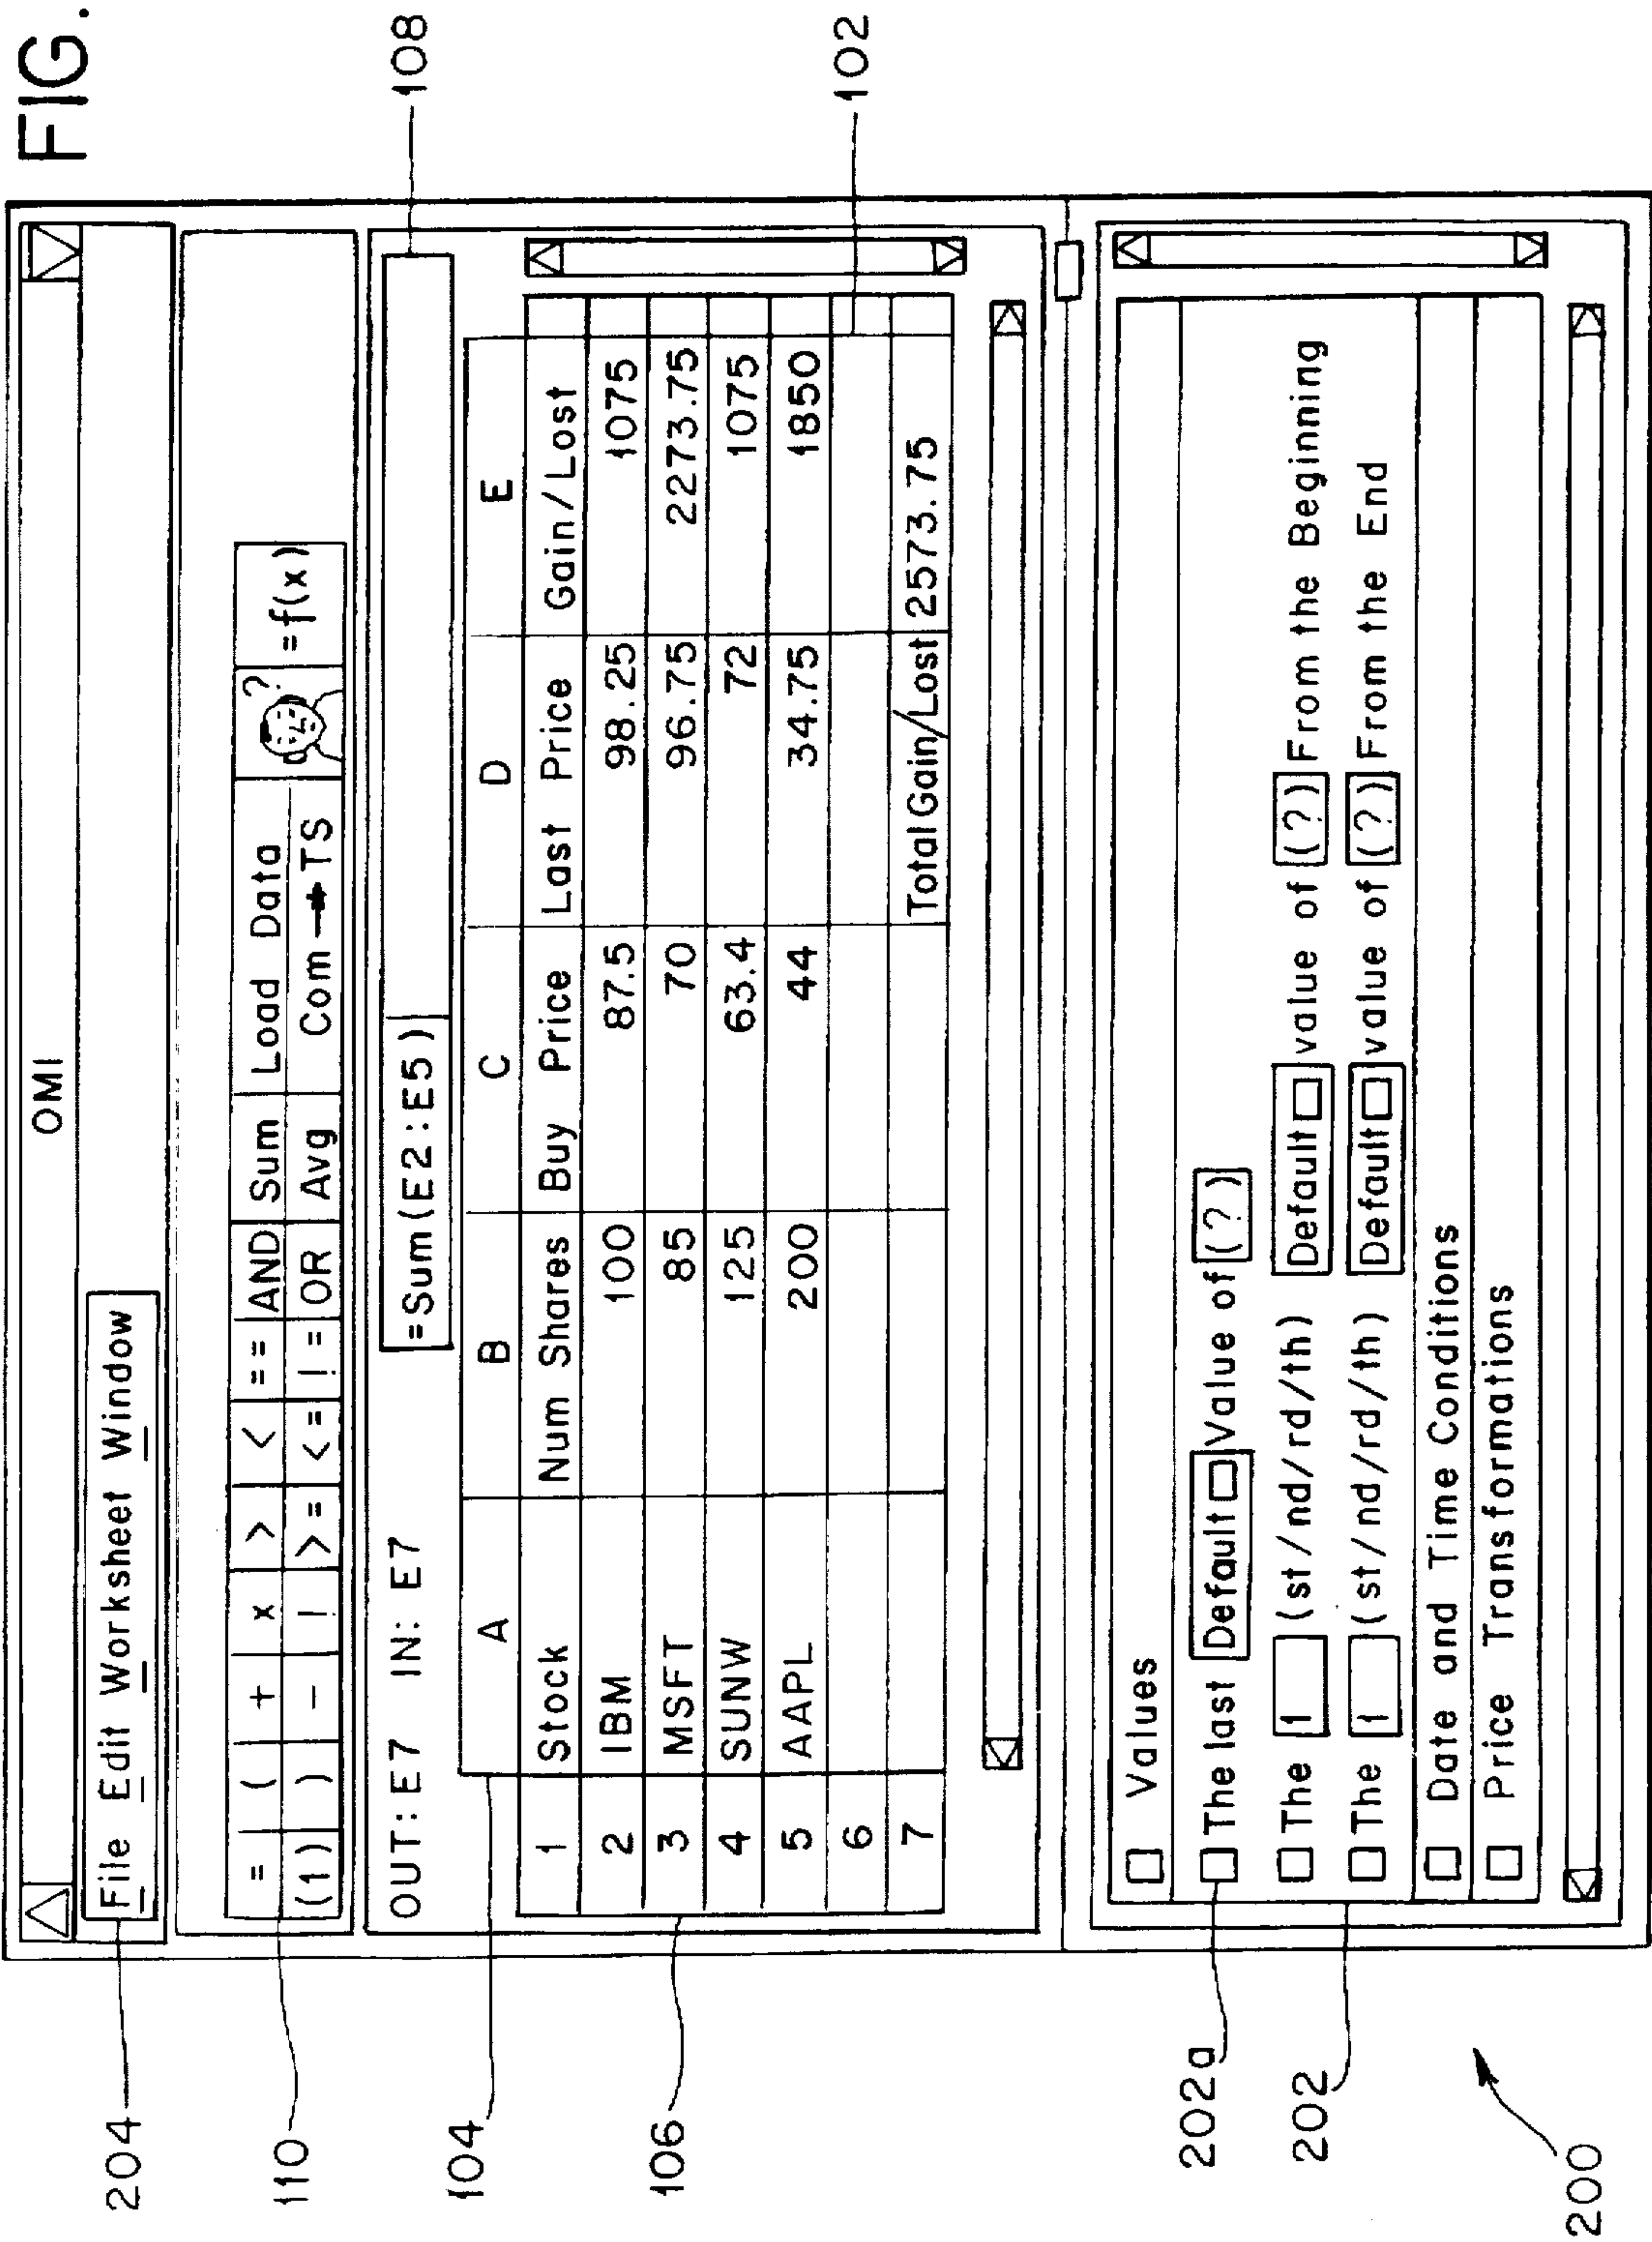 FIG.
OMI
File Edit Worksheet Window
= ( + x > < == AND Sum Load Data ? =f(x)
(1) ) - | >= <= |= OR Avg Com → TS
OUT:E7 IN: E7 =Sum(E2:E5)
A B C D E
1 Stock Num Shares Buy Price Last Price Gain/Lost
2 IBM 100 87.5 98.25 1075
3 MSFT 85 70 96.75 2273.75
4 SUNW 125 63.4 72 1075
5 AAPL 200 44 34.75 1850
6
7 Total Gain/Lost 2573.75
Values
The last Default Value of (?)
The 1 (st/nd/rd/th) Default value of (?) From the Beginning
The 1 (st/nd/rd/th) Default value of (?) From the End
Date and Time Conditions
Price Transformations
204
110
104
106
202a
202
200
108
102